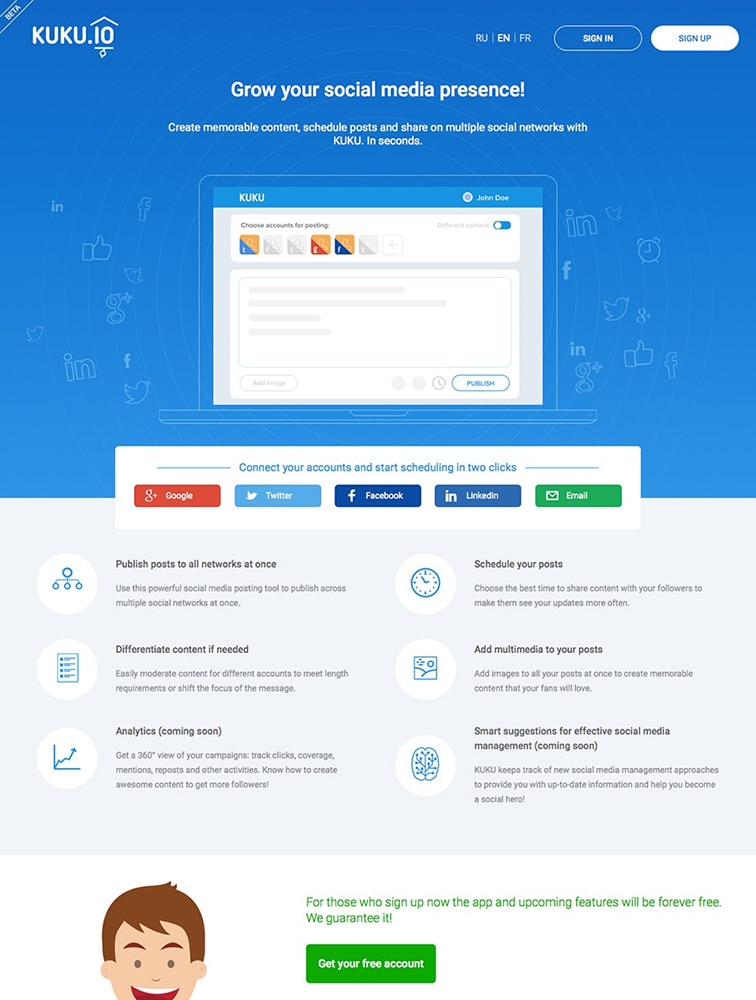 BETA
KUKU.IO
RU | EN | FR
SIGN IN
SIGN UP
Grow your social media presence!
Create memorable content, schedule posts and share on multiple social networks with
KUKU. In seconds.
KUKU
John Doe
Choose accounts for posting:
Different content
Add image
PUBLISH
Connect your accounts and start scheduling in two clicks
Google
Twitter
Facebook
LinkedIn
Email
Publish posts to all networks at once
Use this powerful social media posting tool to publish across
multiple social networks at once.
Schedule your posts
Choose the best time to share content with your followers to
make them see your updates more often.
Differentiate content if needed
Easily moderate content for different accounts to meet length
requirements or shift the focus of the message.
Add multimedia to your posts
Add images to all your posts at once to create memorable
content that your fans will love.
Analytics (coming soon)
Get a 360° view of your campaigns: track clicks, coverage,
mentions, reposts and other activities. Know how to create
awesome content to get more followers!
Smart suggestions for effective social media
management (coming soon)
KUKU keeps track of new social media management approaches
to provide you with up-to-date information and help you become
a social hero!
For those who sign up now the app and upcoming features will be forever free.
We guarantee it!
Get your free account